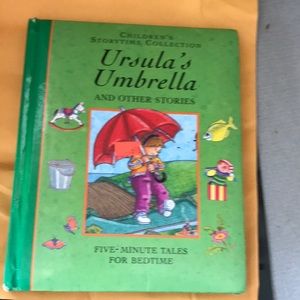 CHILDREN'S
STORYTIME COLLECTION
Ursula's
Umbrella
AND OTHER STORIES
FIVE-MINUTE TALES
FOR BEDTIME